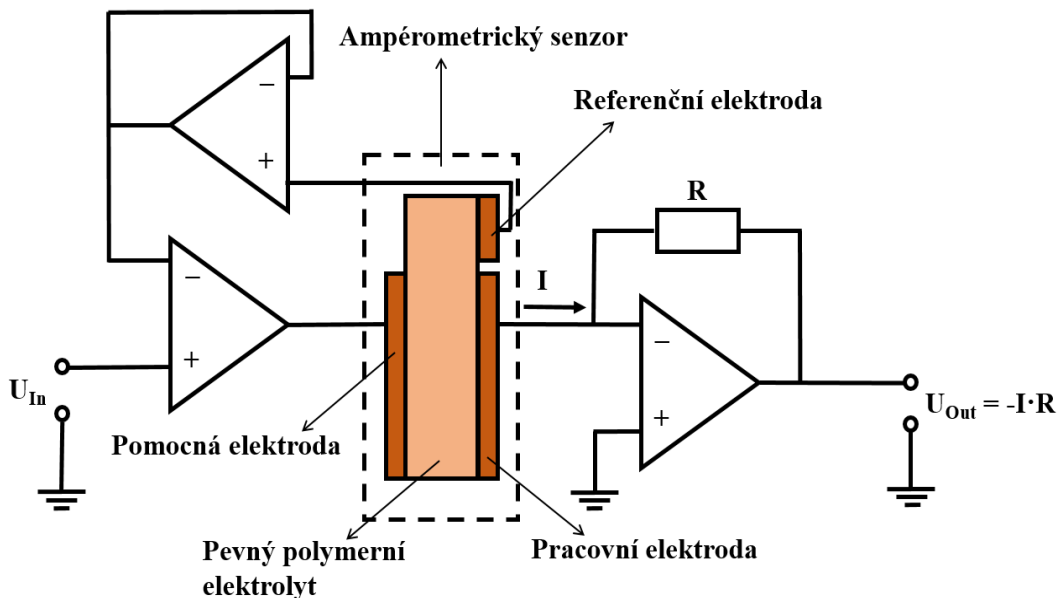 Ampérometrický senzor
Referenční elektroda
−
+
R
I
−
+
−
+
U_In
U_Out = -I·R
Pomocná elektroda
Pevný polymerní
elektrolyt
Pracovní elektroda